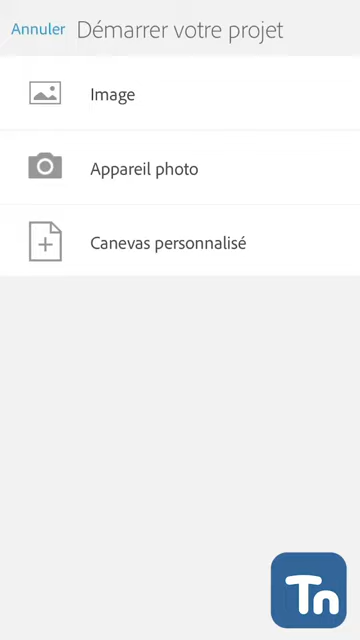 Annuler Démarrer votre projet
Image
Appareil photo
Canevas personnalisé
Tn